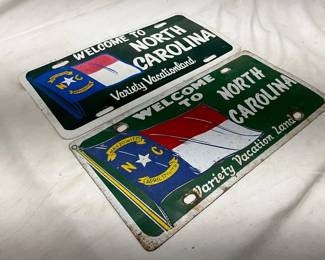 WELCOME TO
NORTH
CAROLINA
Variety Vacationland
N C
WELCOME
TO
NORTH
CAROLINA
N C
Variety Vacation Land